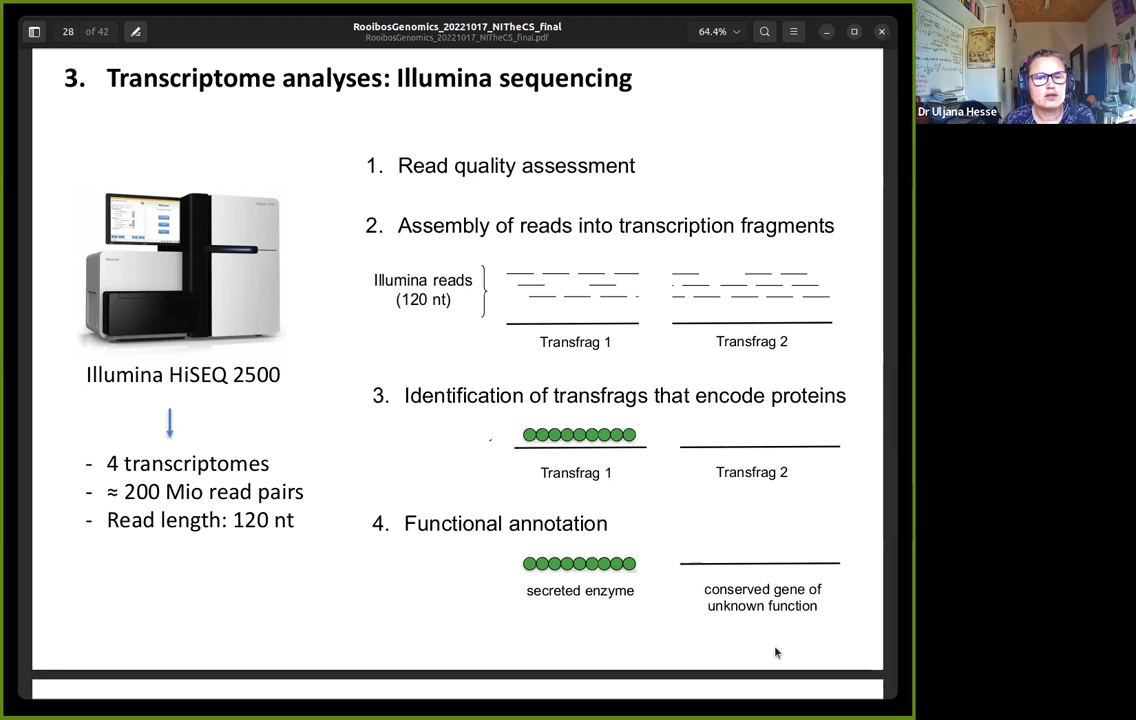 28 of 42
RooibosGenomics_20221017_NITheCS_final
RooibosGenomics_20221017_NITheCS_final.pdf
64.4%
Dr Uljana Hesse
3. Transcriptome analyses: Illumina sequencing
Illumina HiSEQ 2500
- 4 transcriptomes
- ≈ 200 Mio read pairs
- Read length: 120 nt
1. Read quality assessment
2. Assembly of reads into transcription fragments
Illumina reads
(120 nt)
Transfrag 1
Transfrag 2
3. Identification of transfrags that encode proteins
Transfrag 1
Transfrag 2
4. Functional annotation
secreted enzyme
conserved gene of
unknown function